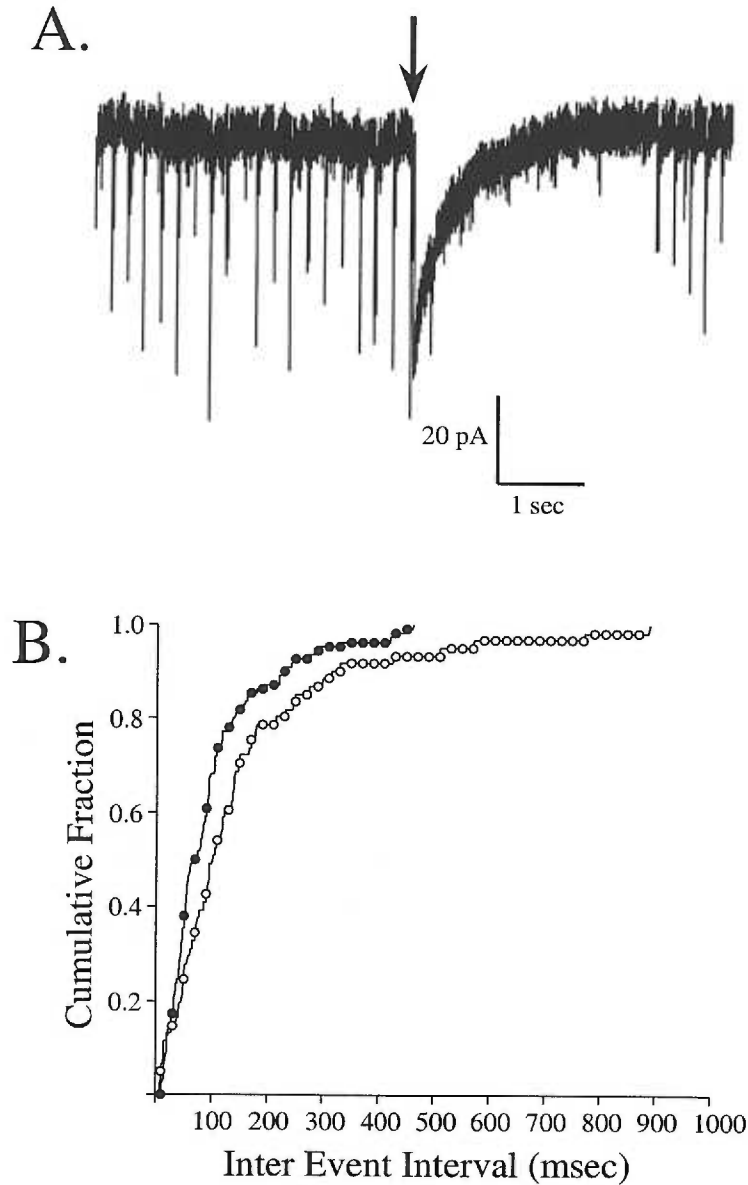 A.
20 pA
1 sec
B.
Cumulative Fraction
1.0
0.8
0.6
0.4
0.2
100 200 300 400 500 600 700 800 900 1000
Inter Event Interval (msec)